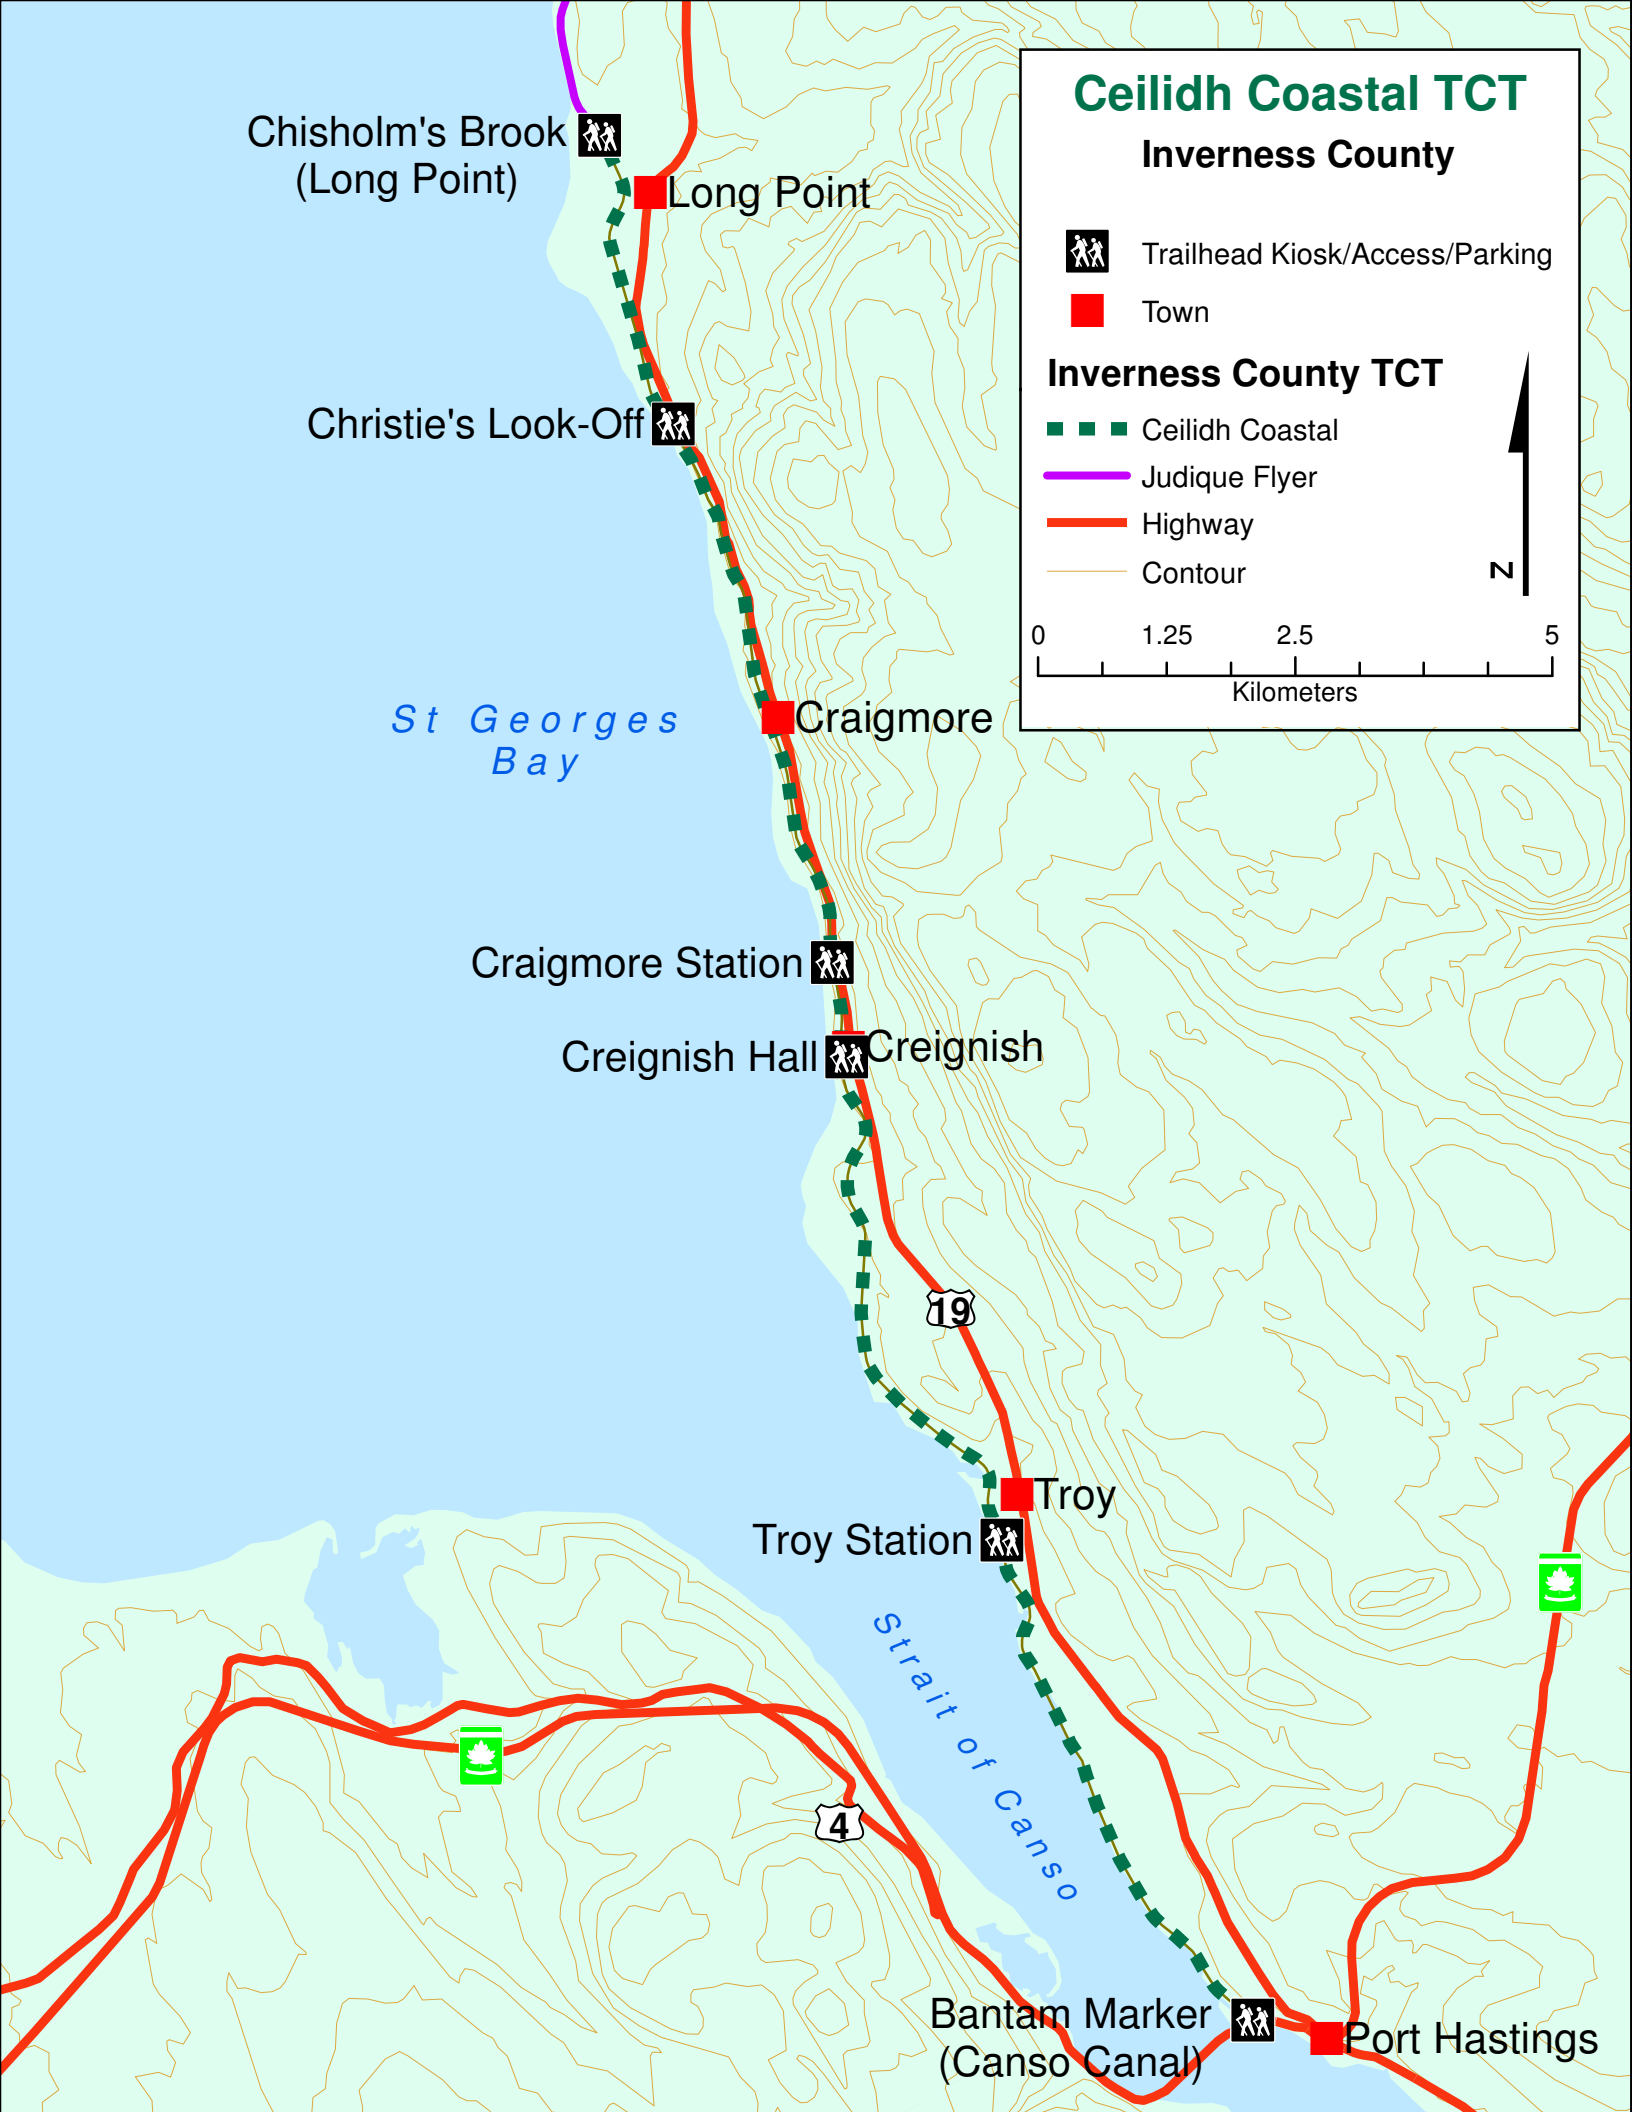 Ceilidh Coastal TCT
Inverness County
Trailhead Kiosk/Access/Parking
Town
Inverness County TCT
Ceilidh Coastal
Judique Flyer
Highway
Contour
N
0 1.25 2.5 5
Kilometers
Chisholm's Brook
(Long Point)
Long Point
Christie's Look-Off
St Georges
Bay
Craigmore
Craigmore Station
Creignish Hall
Creignish
19
Troy
Troy Station
Strait of Canso
4
Bantam Marker
(Canso Canal)
Port Hastings